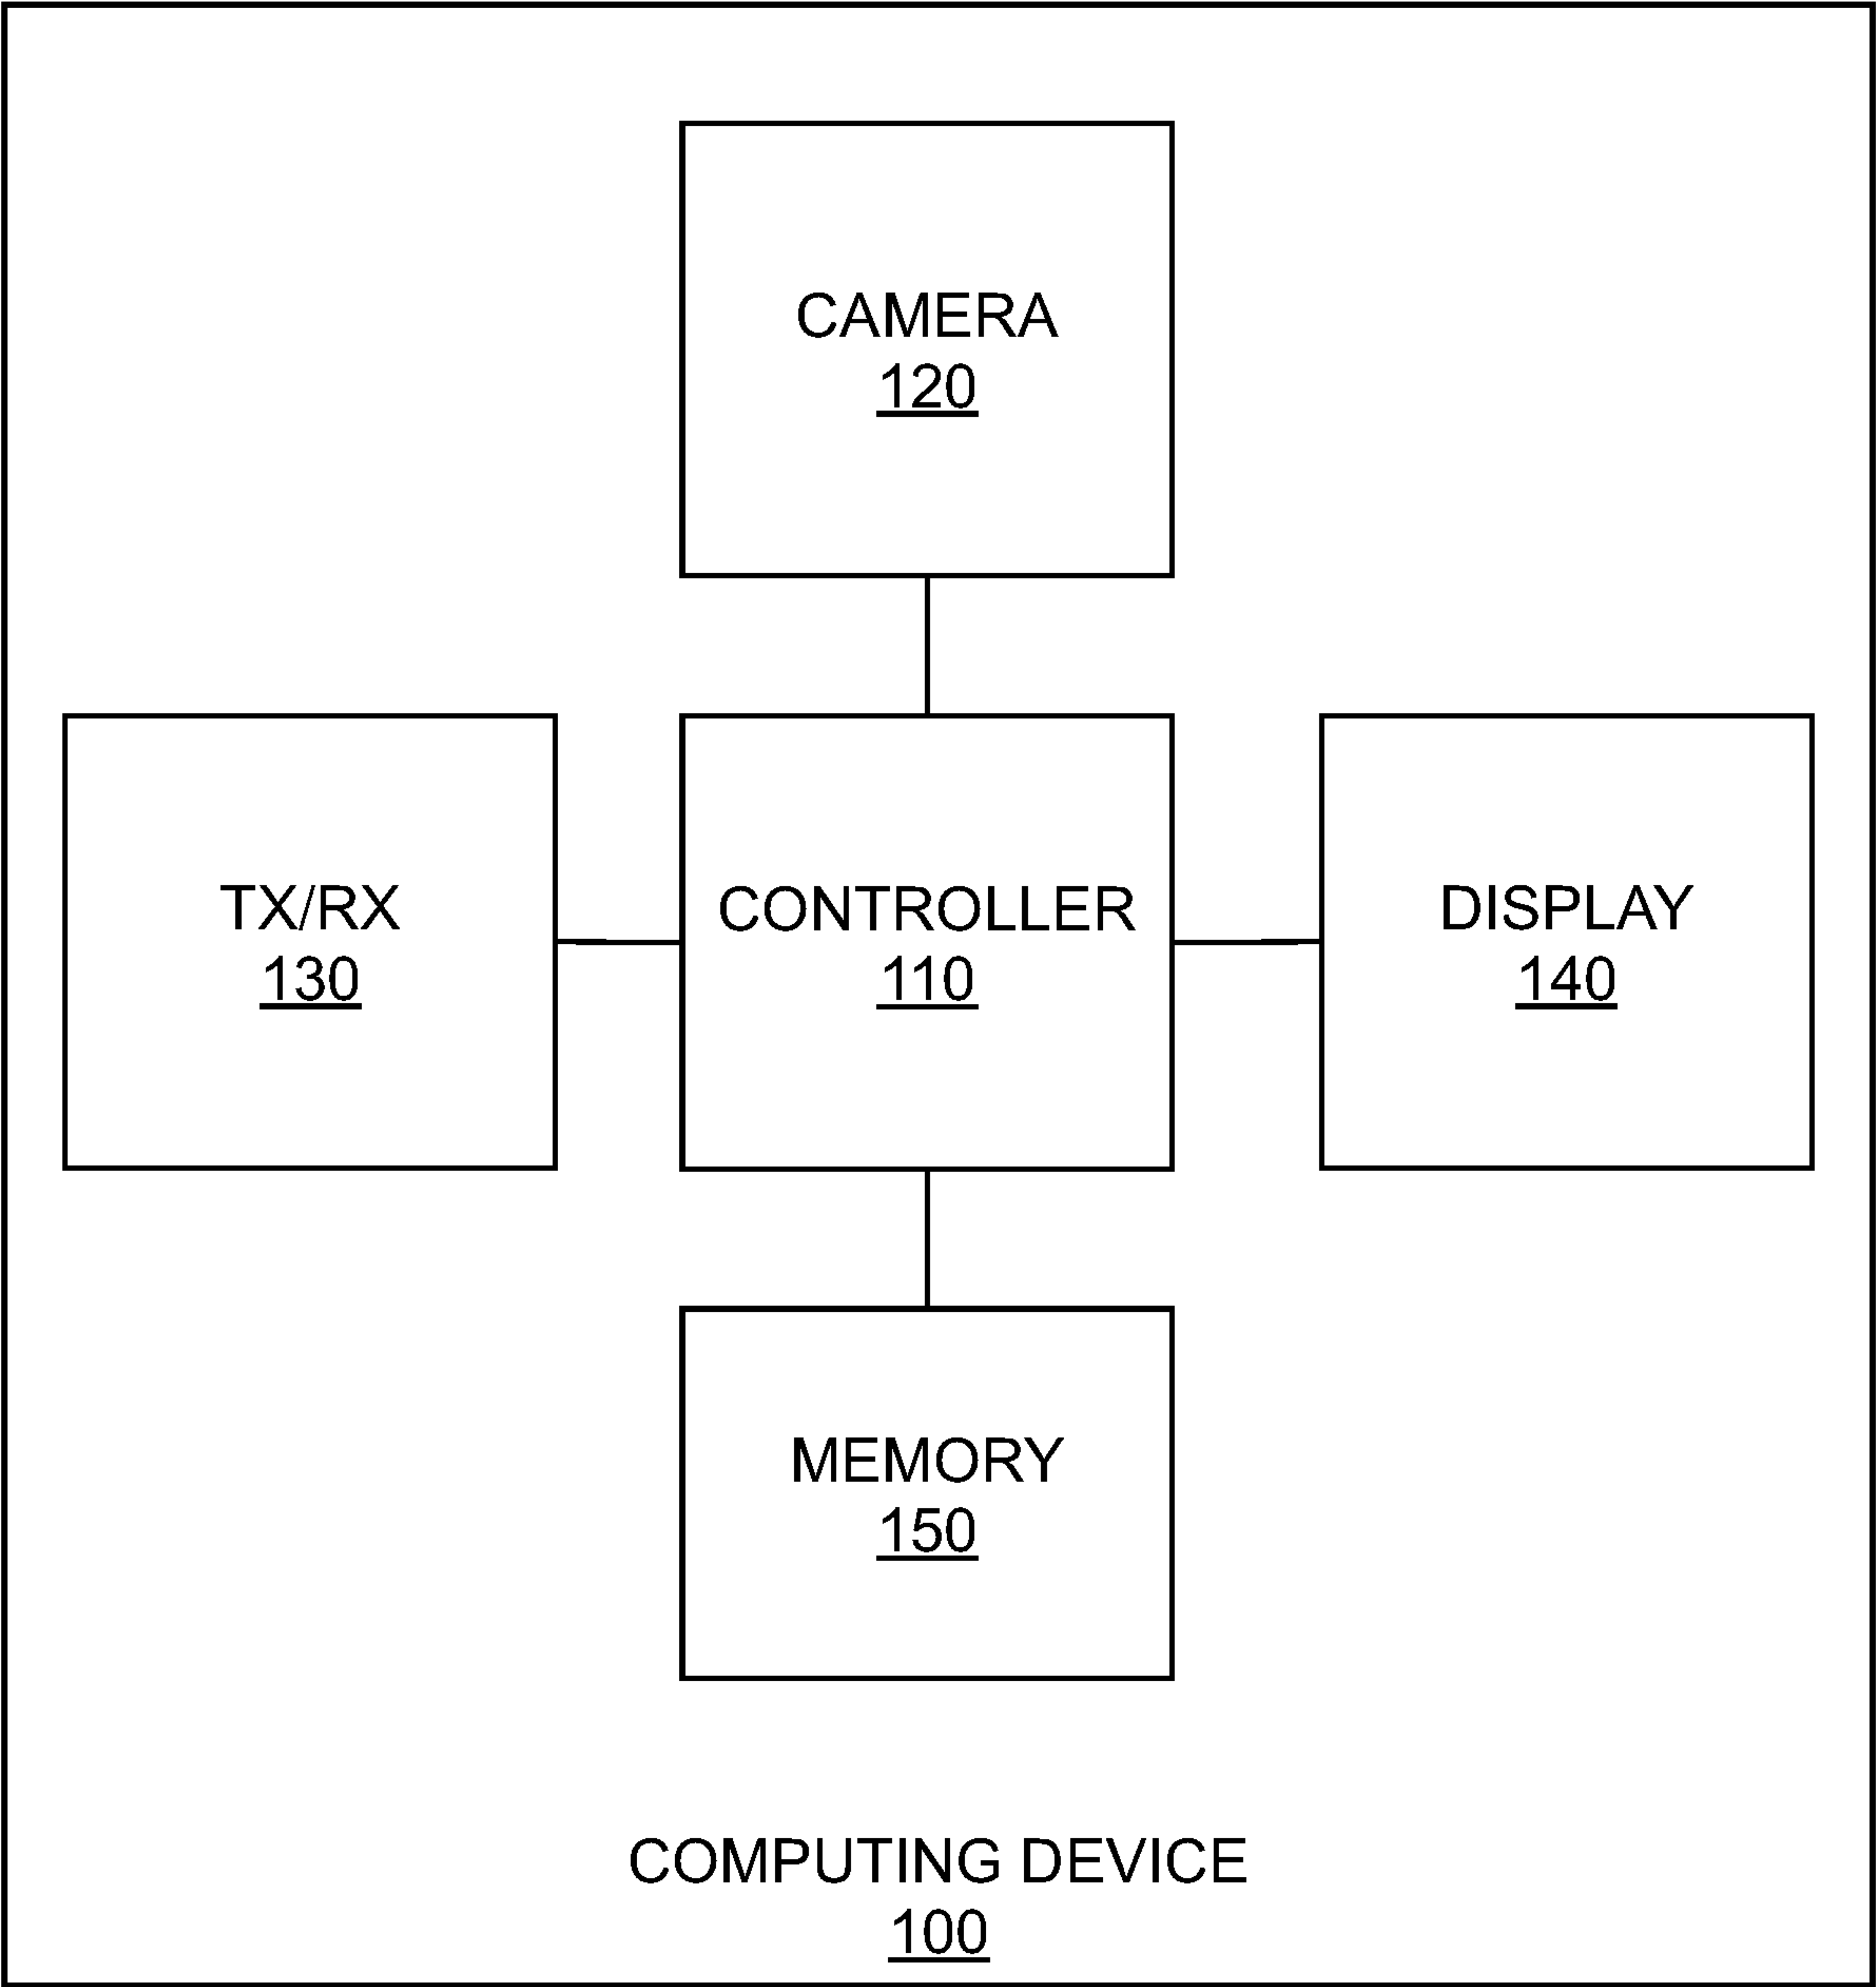 CAMERA
120
TX/RX
130
CONTROLLER
110
DISPLAY
140
MEMORY
150
COMPUTING DEVICE
100